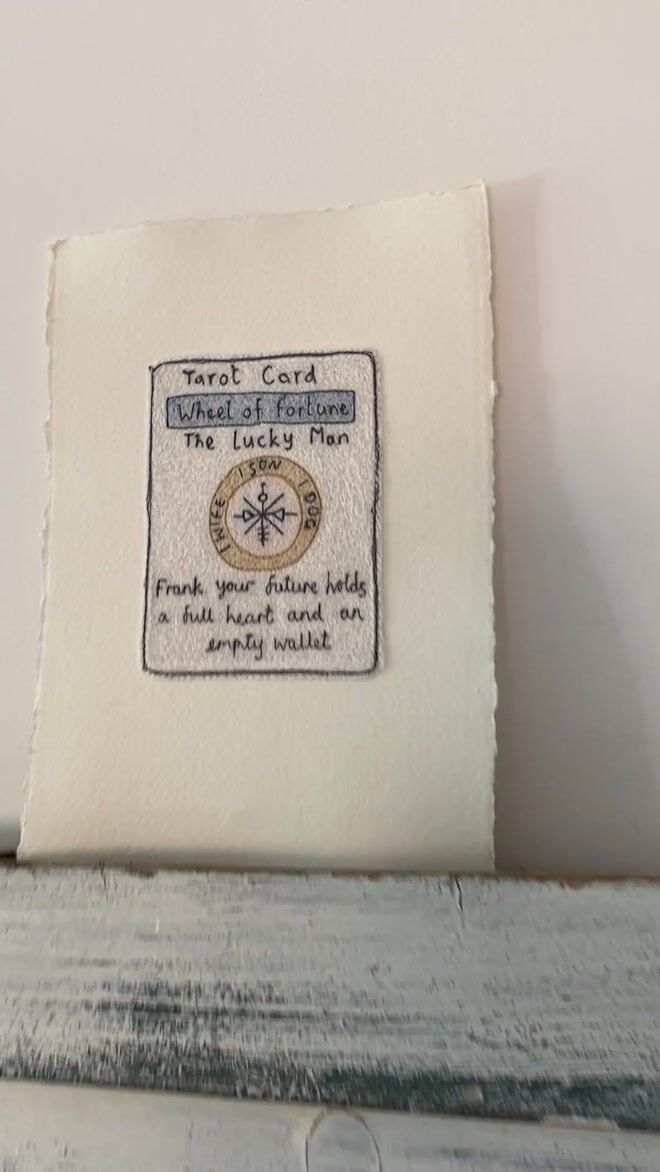 Tarot Card
Wheel of fortune
The Lucky Man
1 WIFE 1 SON 1 DOG
Frank your future holds
a full heart and an
empty wallet